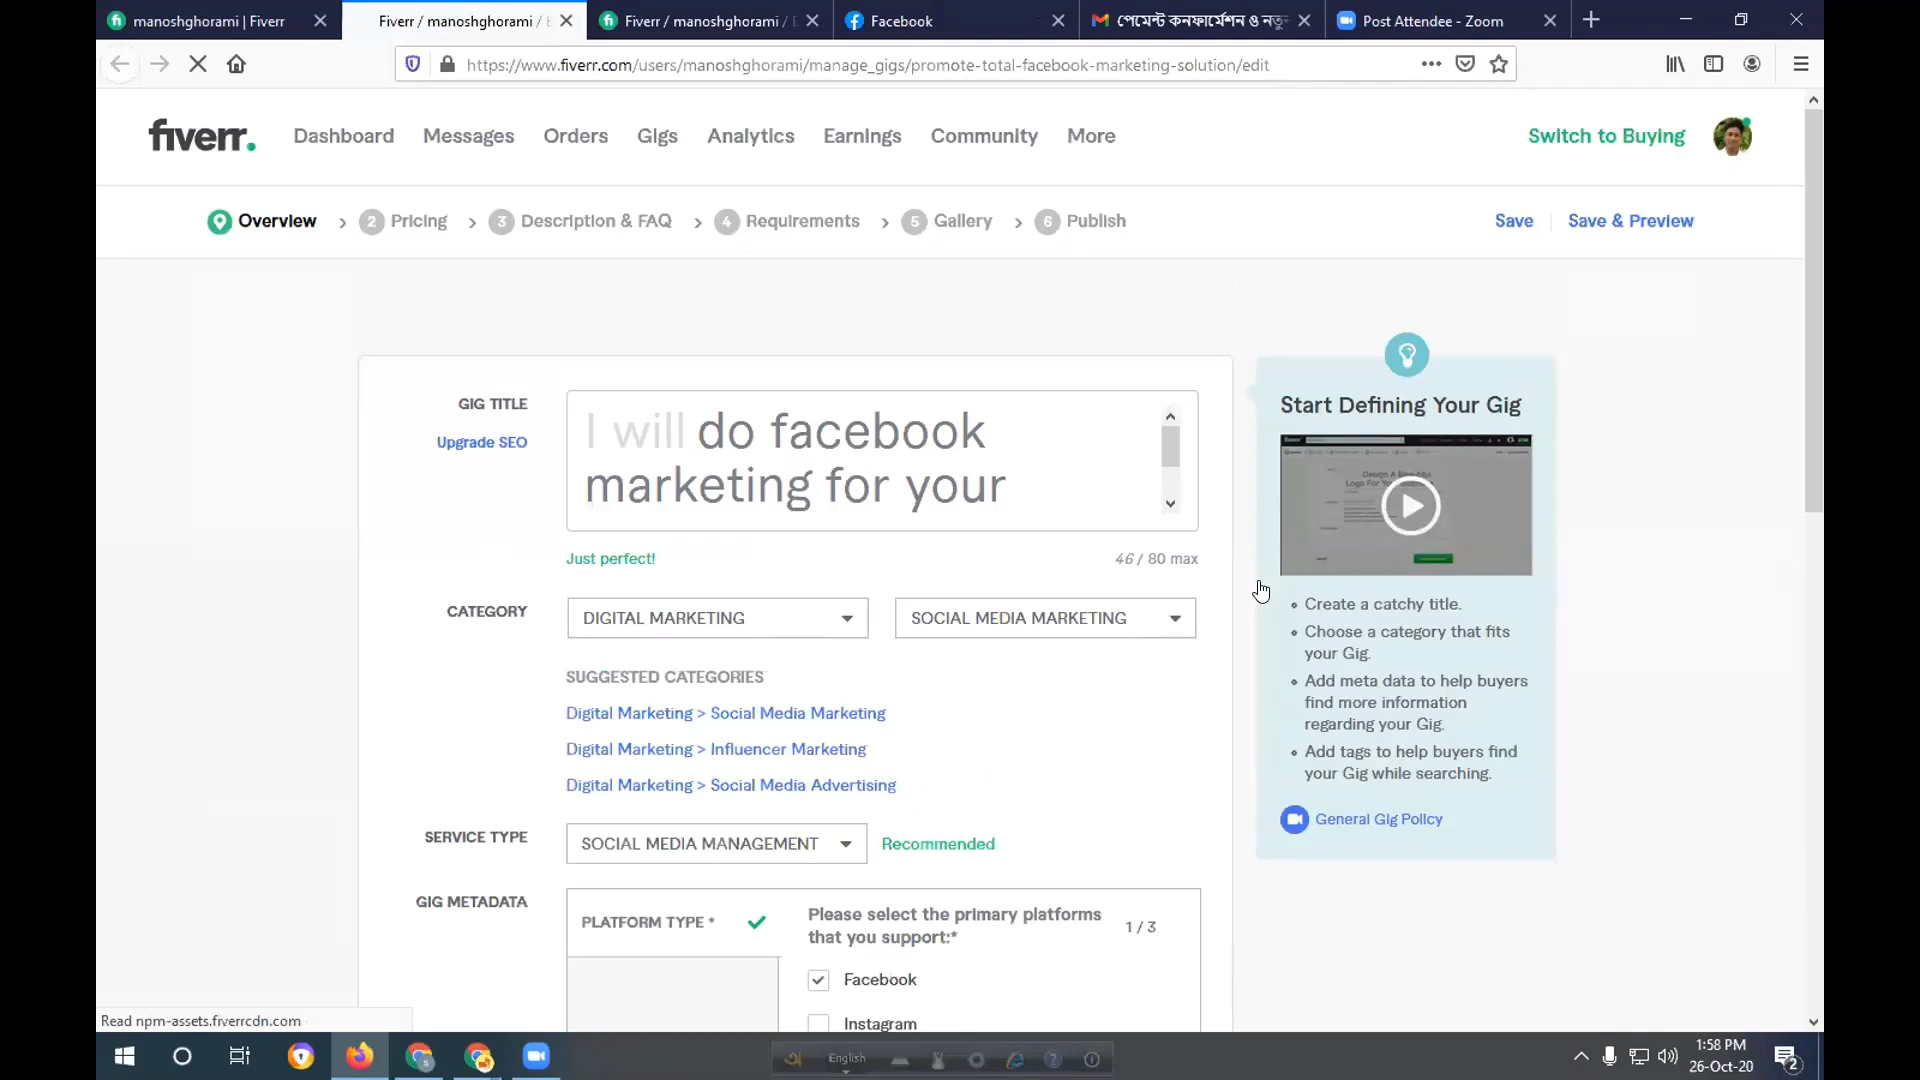 manoshghorami | Fiverr
Fiverr / manoshghorami /
Fiverr / manoshghorami /
Facebook
পেমেন্ট কনফার্মেশন ও নতু
Post Attendee - Zoom
https://www.fiverr.com/users/manoshghorami/manage_gigs/promote-total-facebook-marketing-solution/edit
fiverr.
Dashboard
Messages
Orders
Gigs
Analytics
Earnings
Community
More
Switch to Buying
Overview
2 Pricing
3 Description & FAQ
4 Requirements
5 Gallery
6 Publish
Save
Save & Preview
GIG TITLE
Upgrade SEO
I will do facebook
marketing for your
Just perfect!
46 / 80 max
CATEGORY
DIGITAL MARKETING
SOCIAL MEDIA MARKETING
SUGGESTED CATEGORIES
Digital Marketing > Social Media Marketing
Digital Marketing > Influencer Marketing
Digital Marketing > Social Media Advertising
SERVICE TYPE
SOCIAL MEDIA MANAGEMENT
Recommended
GIG METADATA
PLATFORM TYPE *
Please select the primary platforms
that you support:*
1 / 3
Facebook
Instagram
Start Defining Your Gig
• Create a catchy title.
• Choose a category that fits
your Gig.
• Add meta data to help buyers
find more information
regarding your Gig.
• Add tags to help buyers find
your Gig while searching.
General Gig Policy
Read npm-assets.fiverrcdn.com
English
1:58 PM
26-Oct-20
2